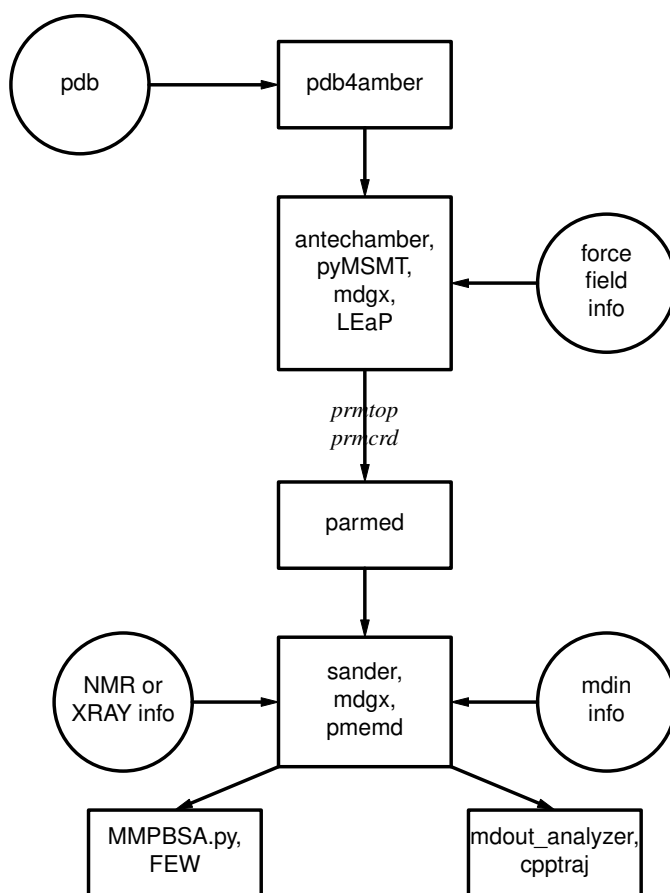 pdb
pdb4amber
antechamber,
pyMSMT,
mdgx,
LEaP
force
field
info
prmtop
prmcrd
parmed
NMR or
XRAY info
sander,
mdgx,
pmemd
mdin
info
MMPBSA.py,
FEW
mdout_analyzer,
cpptraj